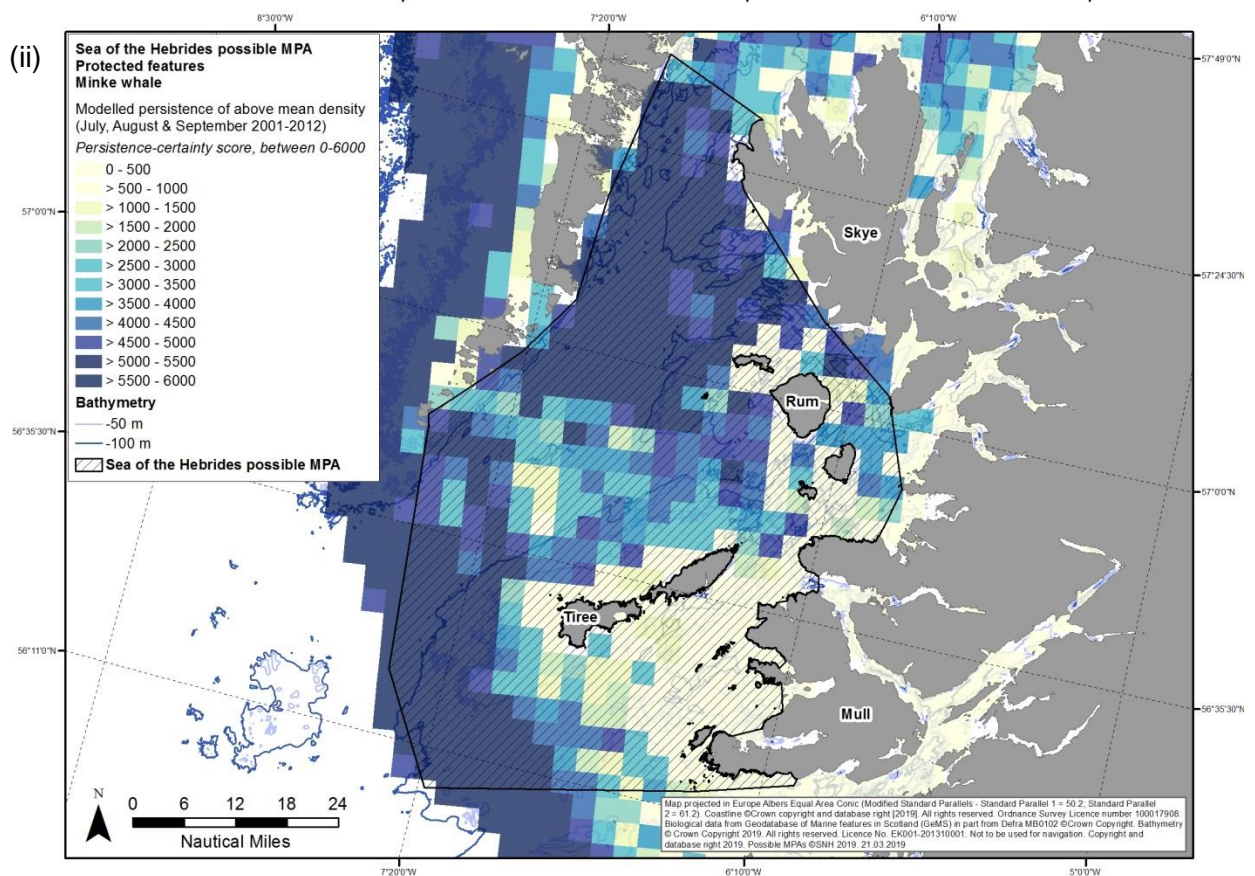 8°30'0"W 7°20'0"W 6°10'0"W
(ii)
Sea of the Hebrides possible MPA
Protected features
Minke whale
Modelled persistence of above mean density
(July, August & September 2001-2012)
Persistence-certainty score, between 0-6000
0 - 500
> 500 - 1000
> 1000 - 1500
> 1500 - 2000
> 2000 - 2500
> 2500 - 3000
> 3000 - 3500
> 3500 - 4000
> 4000 - 4500
> 4500 - 5000
> 5000 - 5500
> 5500 - 6000
Bathymetry
-50 m
-100 m
Sea of the Hebrides possible MPA
57°0'0"N
56°35'30"N
56°11'0"N
57°49'0"N
57°24'30"N
57°0'0"N
56°35'30"N
Skye
Rum
Tiree
Mull
N
0 6 12 18 24
Nautical Miles
Map projected in Europe Albers Equal Area Conic (Modified Standard Parallels - Standard Parallel 1 = 50.2; Standard Parallel
2 = 61.2). Coastline ©Crown copyright and database right [2019]. All rights reserved. Ordnance Survey Licence number 100017908.
Biological data from Geodatabase of Marine features in Scotland (GeMS) in part from Defra MB0102 ©Crown Copyright. Bathymetry
© Crown Copyright 2019. All rights reserved. Licence No. EK001-201310001. Not to be used for navigation. Copyright and
database right 2019. Possible MPAs ©SNH 2019. 21.03.2019
7°20'0"W 6°10'0"W 5°0'0"W